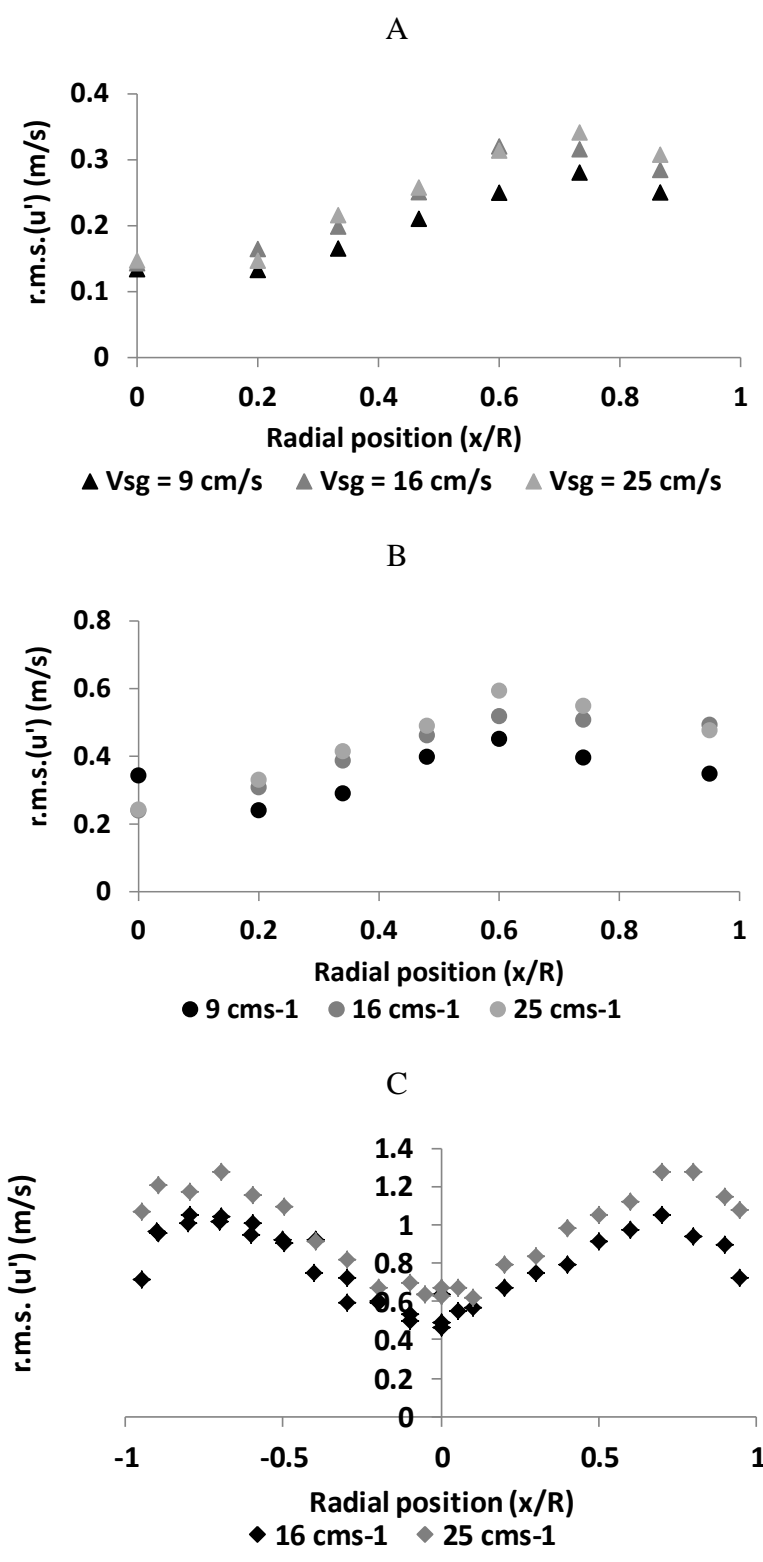 A
0.4
0.3
0.2
0.1
0
r.m.s.(u') (m/s)
0 0.2 0.4 0.6 0.8 1
Radial position (x/R)
Vsg = 9 cm/s Vsg = 16 cm/s Vsg = 25 cm/s
B
0.8
0.6
0.4
0.2
0
r.m.s.(u') (m/s)
0 0.2 0.4 0.6 0.8 1
Radial position (x/R)
9 cms-1 16 cms-1 25 cms-1
C
1.4
1.2
1
0.8
0.6
0.4
0.2
0
r.m.s. (u') (m/s)
-1 -0.5 0 0.5 1
Radial position (x/R)
16 cms-1 25 cms-1